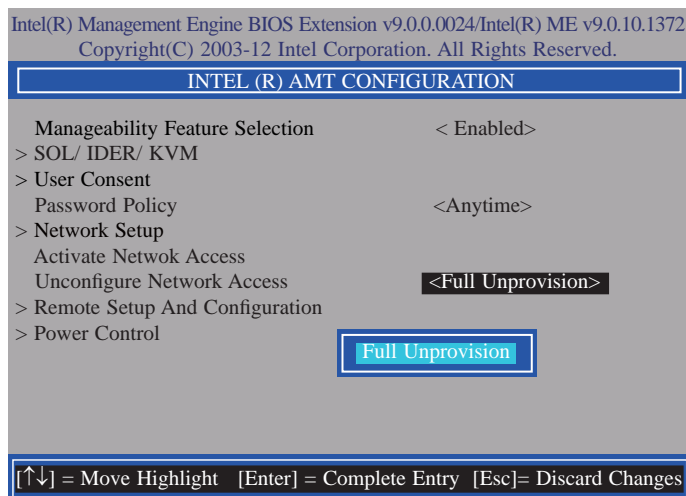 Intel(R) Management Engine BIOS Extension v9.0.0.0024/Intel(R) ME v9.0.10.1372
Copyright(C) 2003-12 Intel Corporation. All Rights Reserved.
INTEL (R) AMT CONFIGURATION
Manageability Feature Selection < Enabled>
> SOL/ IDER/ KVM
> User Consent
Password Policy <Anytime>
> Network Setup
Activate Netwok Access
Unconfigure Network Access <Full Unprovision>
> Remote Setup And Configuration
> Power Control
Full Unprovision
[↑↓] = Move Highlight [Enter] = Complete Entry [Esc]= Discard Changes